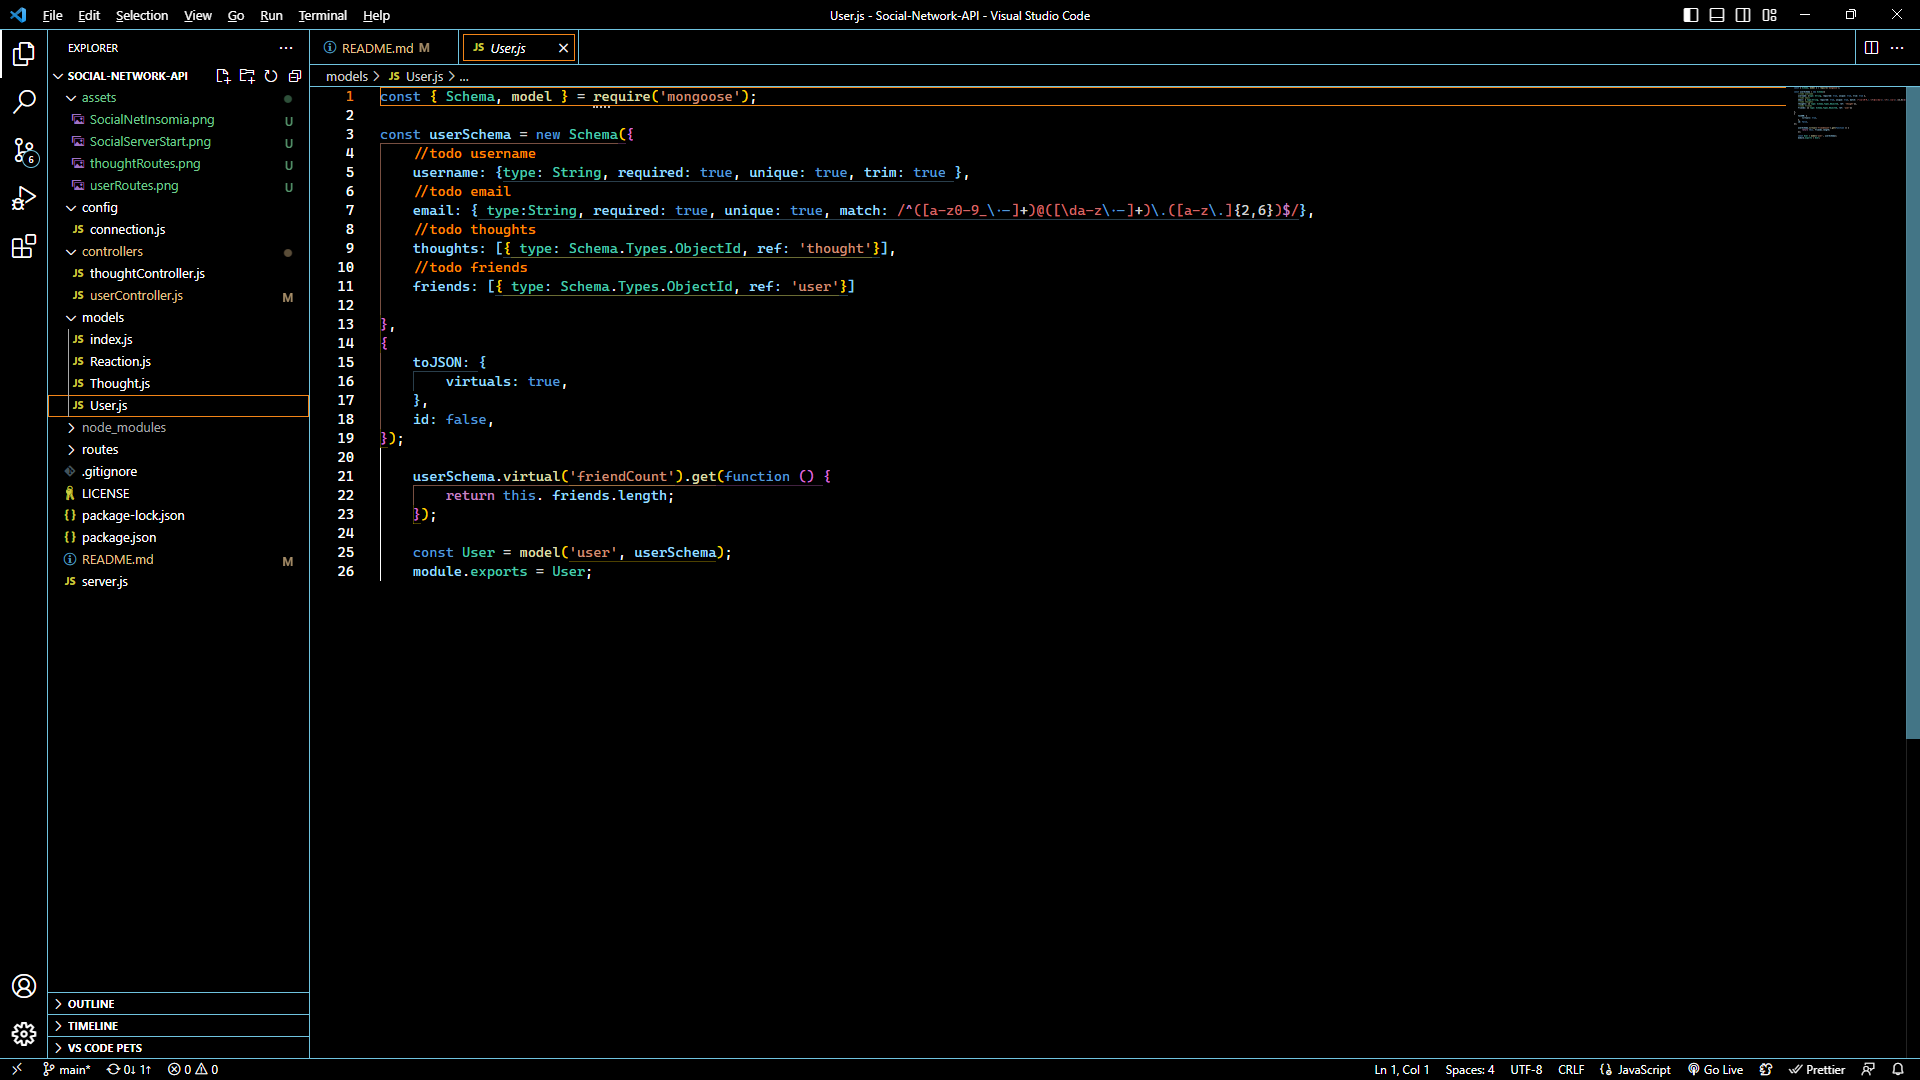 File Edit Selection View Go Run Terminal Help
User.js - Social-Network-API - Visual Studio Code
EXPLORER
SOCIAL-NETWORK-API
assets
SocialNetInsomia.png U
SocialServerStart.png U
thoughtRoutes.png U
userRoutes.png U
config
JS connection.js
controllers
JS thoughtController.js
JS userController.js M
models
JS index.js
JS Reaction.js
JS Thought.js
JS User.js
node_modules
routes
.gitignore
LICENSE
{} package-lock.json
{} package.json
README.md M
JS server.js
OUTLINE
TIMELINE
VS CODE PETS
6
README.md M
JS User.js
models > JS User.js > ...
1 const { Schema, model } = require('mongoose');
2
3 const userSchema = new Schema({
4 //todo username
5 username: {type: String, required: true, unique: true, trim: true },
6 //todo email
7 email: { type:String, required: true, unique: true, match: /^([a-z0-9_\.-]+)@([\da-z\.-]+)\.([a-z\.]{2,6})$/},
8 //todo thoughts
9 thoughts: [{ type: Schema.Types.ObjectId, ref: 'thought'}],
10 //todo friends
11 friends: [{ type: Schema.Types.ObjectId, ref: 'user'}]
12
13 },
14 {
15 toJSON: {
16 virtuals: true,
17 },
18 id: false,
19 });
20
21 userSchema.virtual('friendCount').get(function () {
22 return this. friends.length;
23 });
24
25 const User = model('user', userSchema);
26 module.exports = User;
main* 0↓ 1↑ 0 0
Ln 1, Col 1 Spaces: 4 UTF-8 CRLF {} JavaScript Go Live Prettier